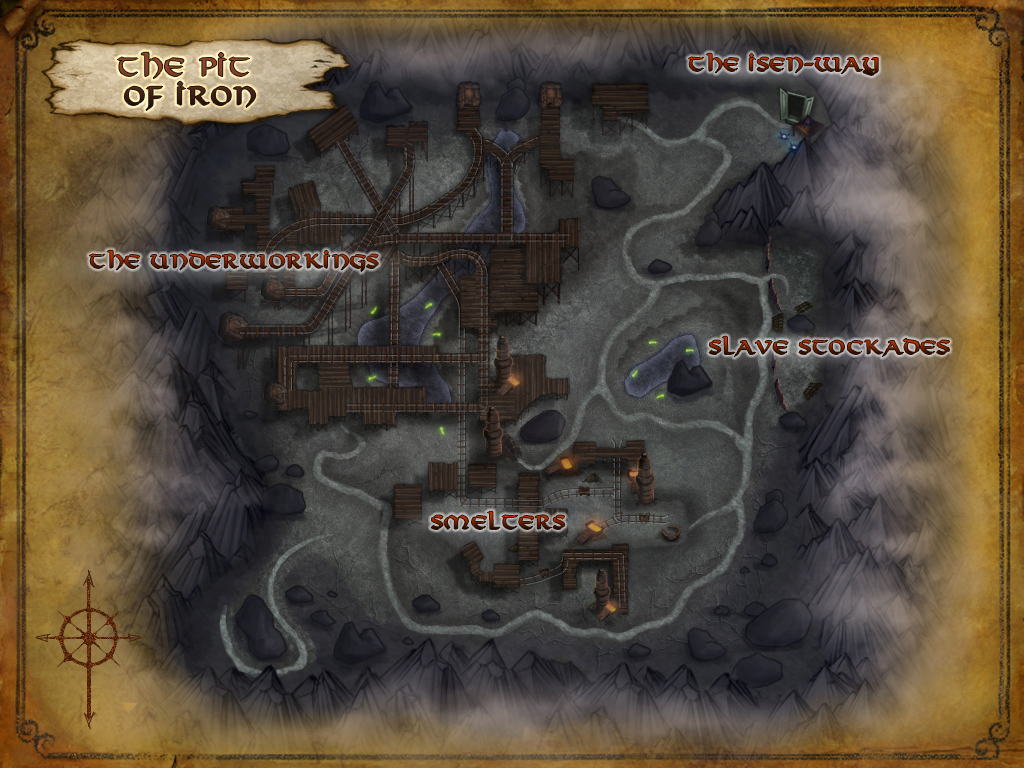 THE PIT
OF IRON
THE ISEN-WAY
THE UNDERWORKINGS
SLAVE STOCKADES
SMELTERS